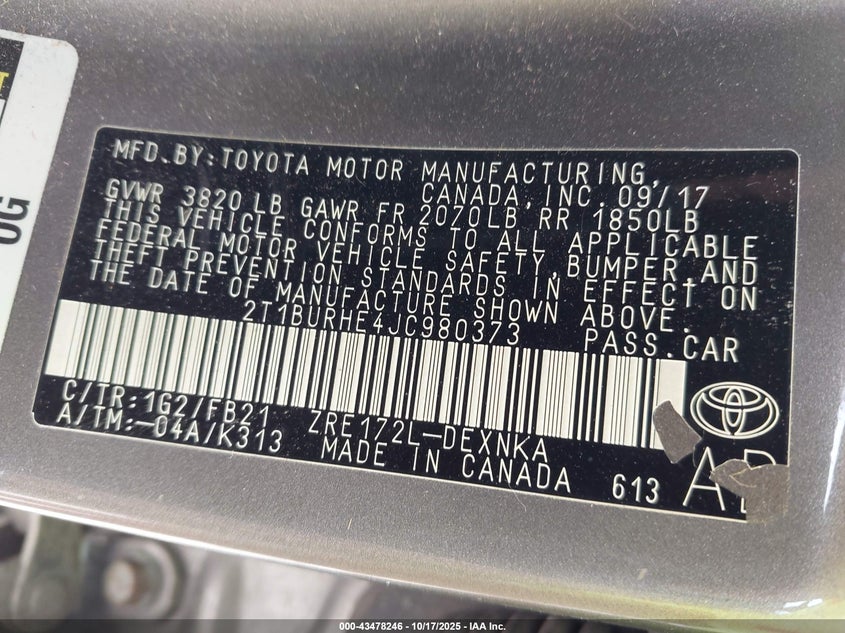 OG
MFD.BY:TOYOTA MOTOR MANUFACTURING,
CANADA,INC. 09/17
GVWR 3820 LB GAWR FR 2070LB RR 1850LB
THIS VEHICLE CONFORMS TO ALL APPLICABLE
FEDERAL MOTOR VEHICLE SAFETY,BUMPER,AND
THEFT PREVENTION STANDARDS IN EFFECT ON
THE DATE OF MANUFACTURE SHOWN ABOVE.
2T1BURHE4JC980373 PASS.CAR
C/TR:1G2/FB21 ZRE172L-DEXNKA
A/TM:-04A/K313 MADE IN CANADA 613
000-43478246 - 10/17/2025 - IAA Inc.